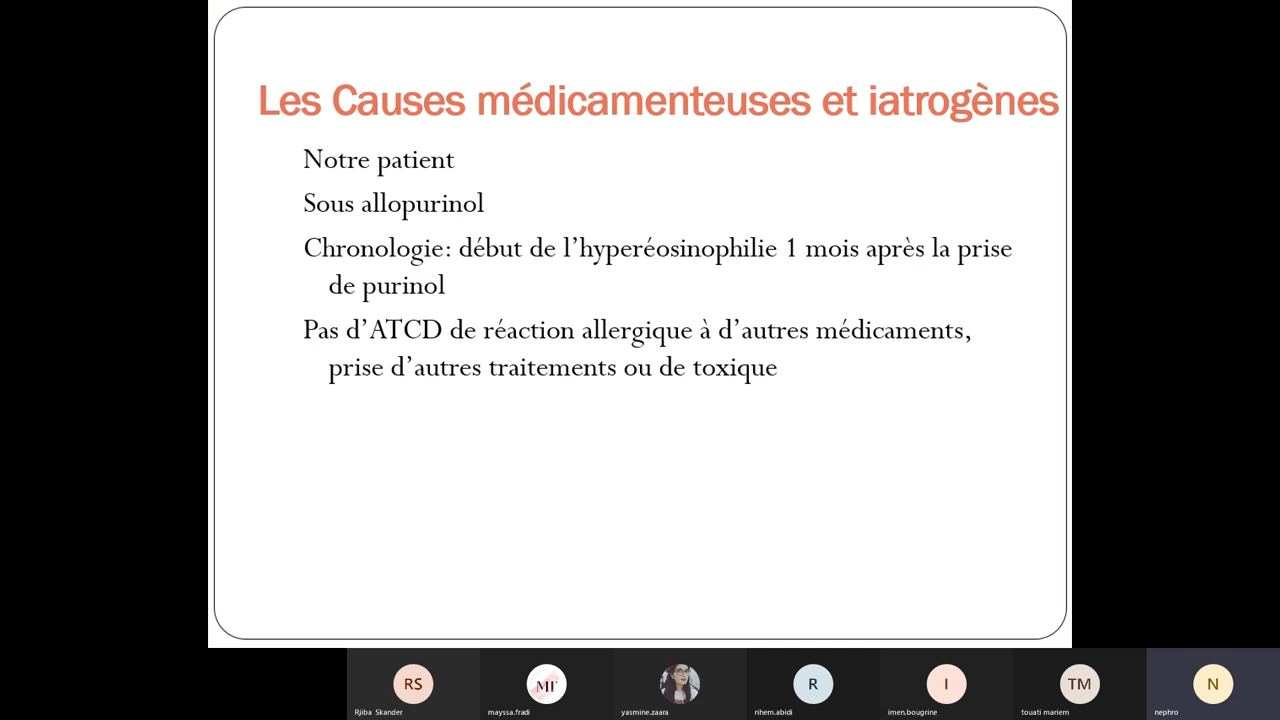 Les Causes médicamenteuses et iatrogènes
Notre patient
Sous allopurinol
Chronologie: début de l’hyperéosinophilie 1 mois après la prise
de purinol
Pas d’ATCD de réaction allergique à d’autres médicaments,
prise d’autres traitements ou de toxique
RS
MF
R
I
TM
N
Rjiba Skander
mayssa.fradi
yasmine.zaara
rihem.abidi
imen.bougrine
touati mariem
nephro